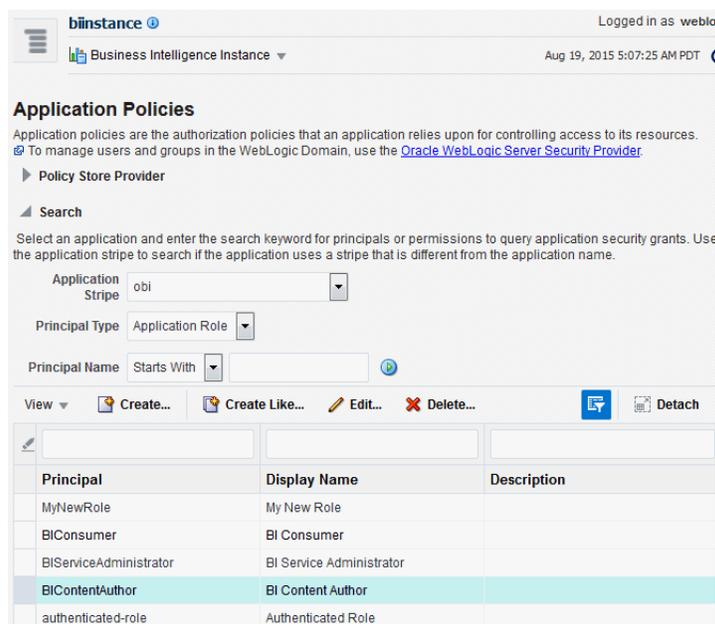 biinstance
Logged in as
Business Intelligence Instance
Aug 19, 2015 5:07:25 AM PDT
Application Policies
Application policies are the authorization policies that an application relies upon for controlling access to its resources.
To manage users and groups in the WebLogic Domain, use the Oracle WebLogic Server Security Provider.
Policy Store Provider
Search
Select an application and enter the search keyword for principals or permissions to query application security grants. Use
the application stripe to search if the application uses a stripe that is different from the application name.
Application Stripe obi
Principal Type Application Role
Principal Name Starts With
View Create... Create Like... Edit... Delete... Detach
Principal Display Name Description
MyNewRole My New Role
BIConsumer BI Consumer
BIServiceAdministrator BI Service Administrator
BIContentAuthor BI Content Author
authenticated-role Authenticated Role